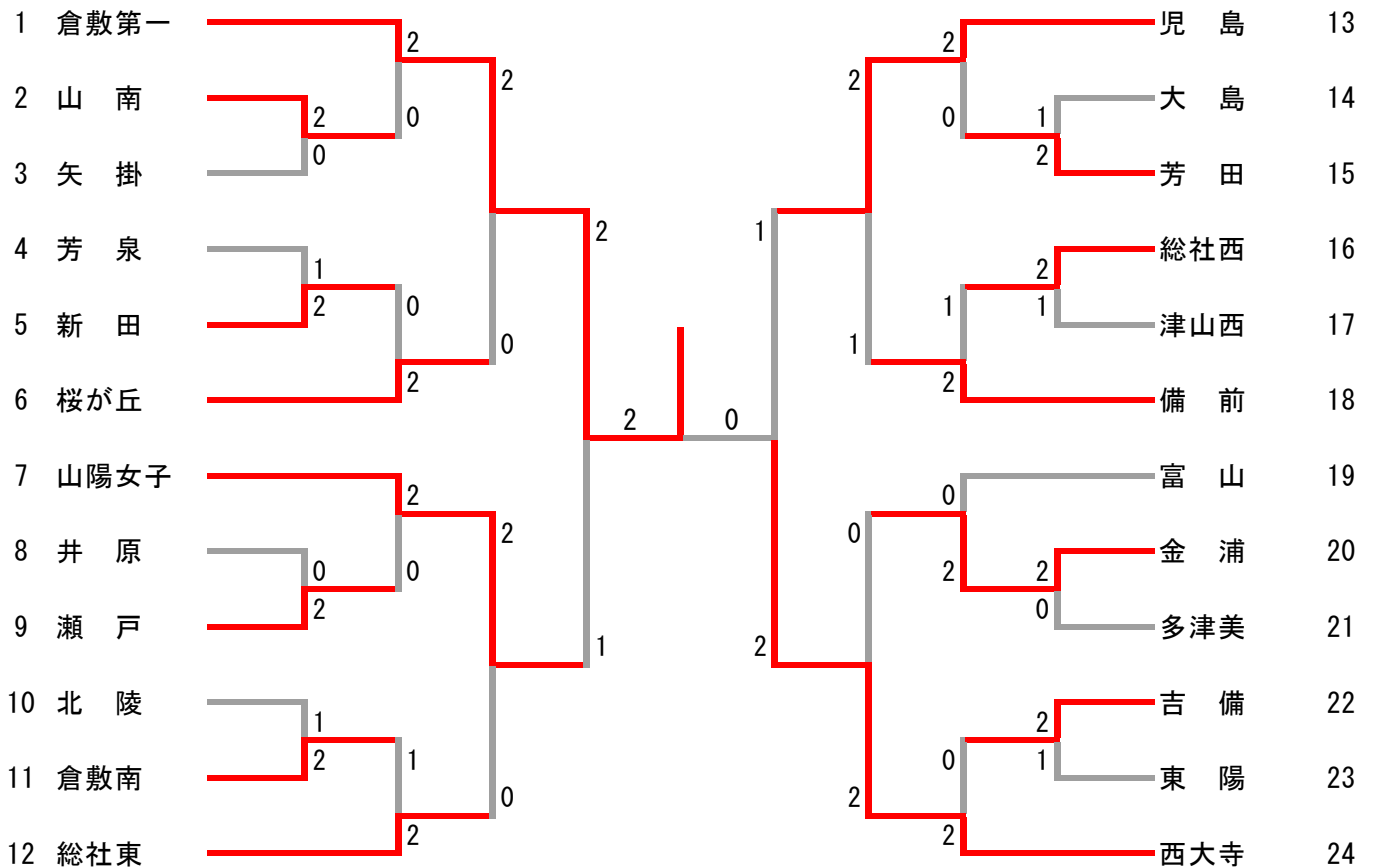 1 倉敷第一
2 山 南
3 矢 掛
4 芳 泉
5 新 田
6 桜が丘
7 山陽女子
8 井 原
9 瀬 戸
10 北 陵
11 倉敷南
12 総社東
2
0
1
2
0
2
1
2
2
0
0
2
2
0
1
2
2
0
2
0
2
1
2
0
児 島 13
大 島 14
芳 田 15
総社西 16
津山西 17
備 前 18
富 山 19
金 浦 20
多津美 21
吉 備 22
東 陽 23
西大寺 24
1
2
2
1
2
0
2
1
2
0
1
2
0
2
0
2
2
1
0
2
1
2